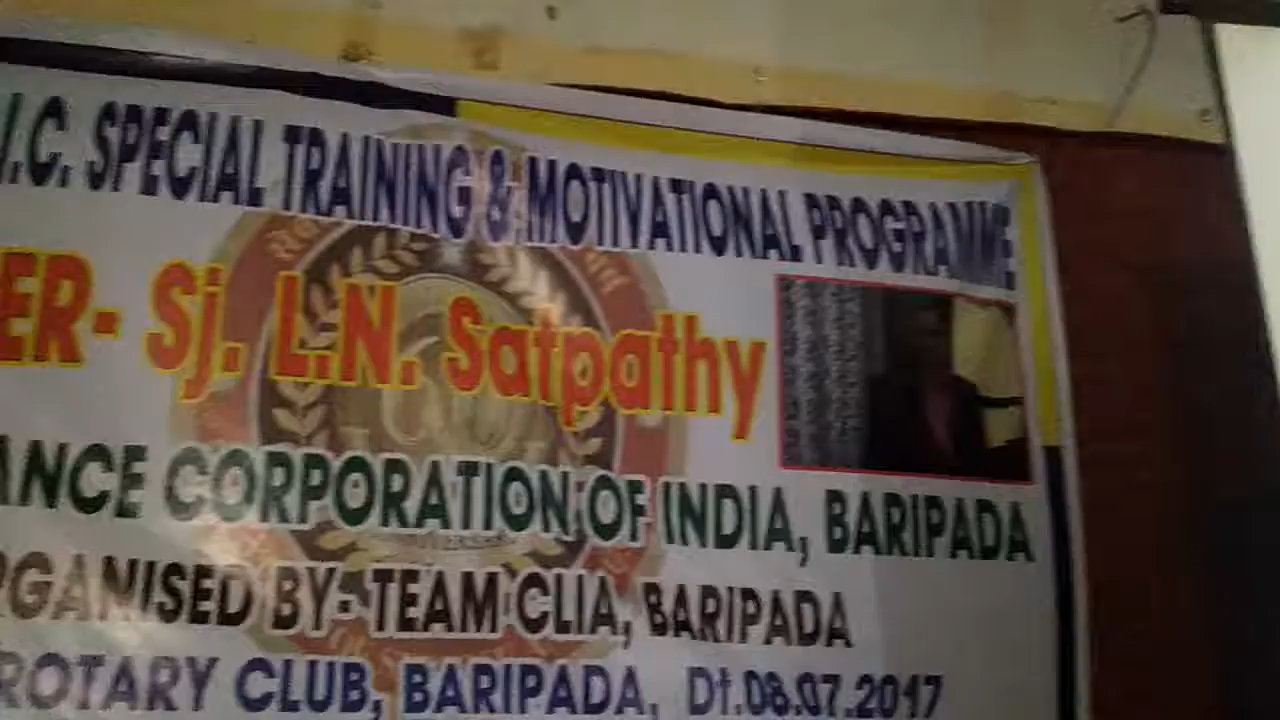 .I.C. SPECIAL TRAINING & MOTIVATIONAL PROGRAMME
ER- Sj. L.N. Satpathy
ANCE CORPORATION OF INDIA, BARIPADA
RGANISED BY:- TEAM CLIA, BARIPADA
ROTARY CLUB, BARIPADA, Dt.08.07.2017